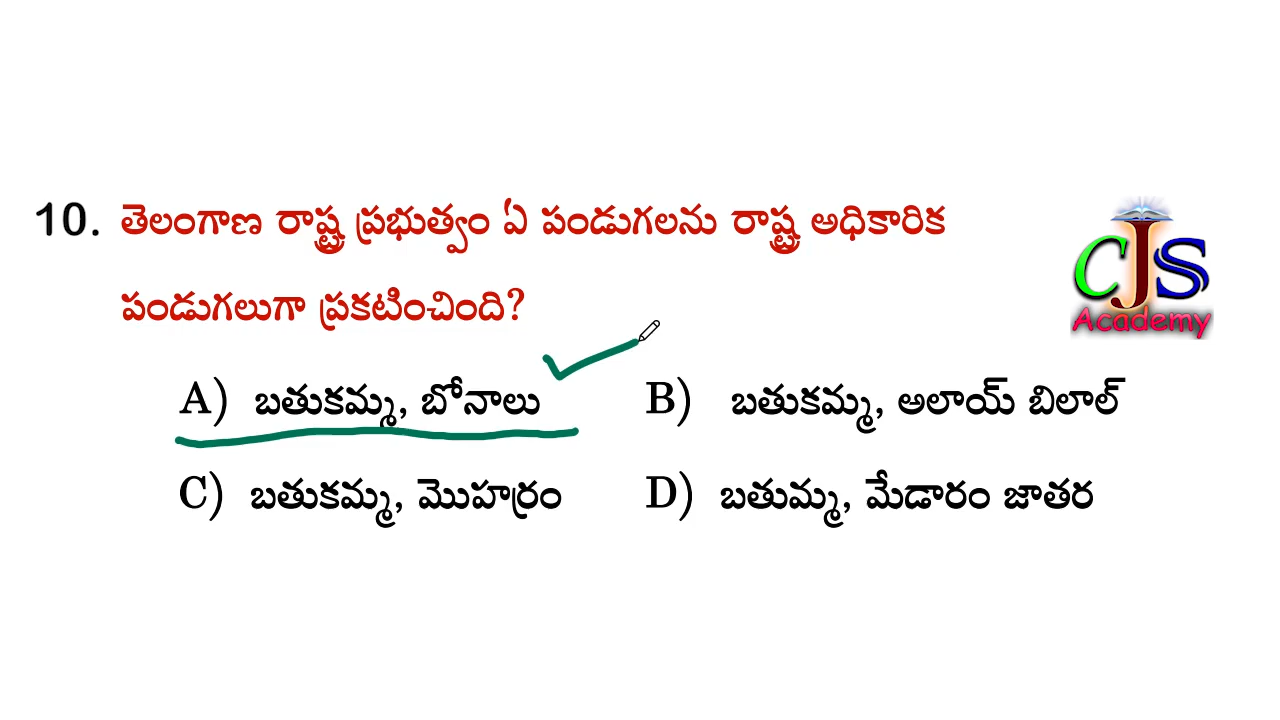 10. తెలంగాణ రాష్ట్ర ప్రభుత్వం ఏ పండుగలను రాష్ట్ర అధికారిక
పండుగలుగా ప్రకటించింది?
A) బతుకమ్మ, బోనాలు
B) బతుకమ్మ, అలాయ్ బిలాల్
C) బతుకమ్మ, మొహర్రం
D) బతుమ్మ, మేడారం జాతర
CJS
Academy